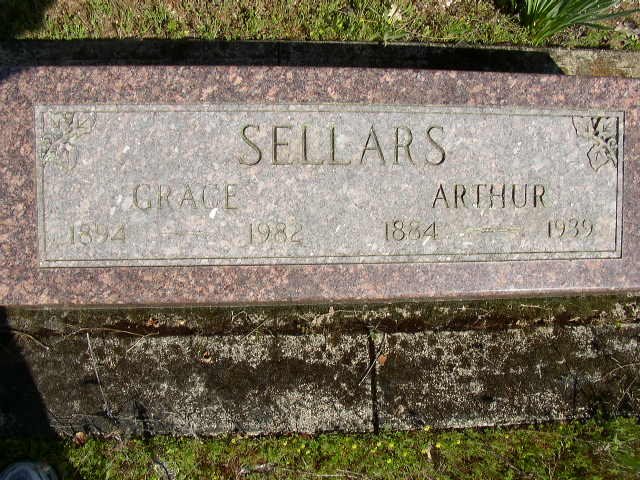 SELLARS
GRACE ARTHUR
1894 — 1982 1884 — 1939